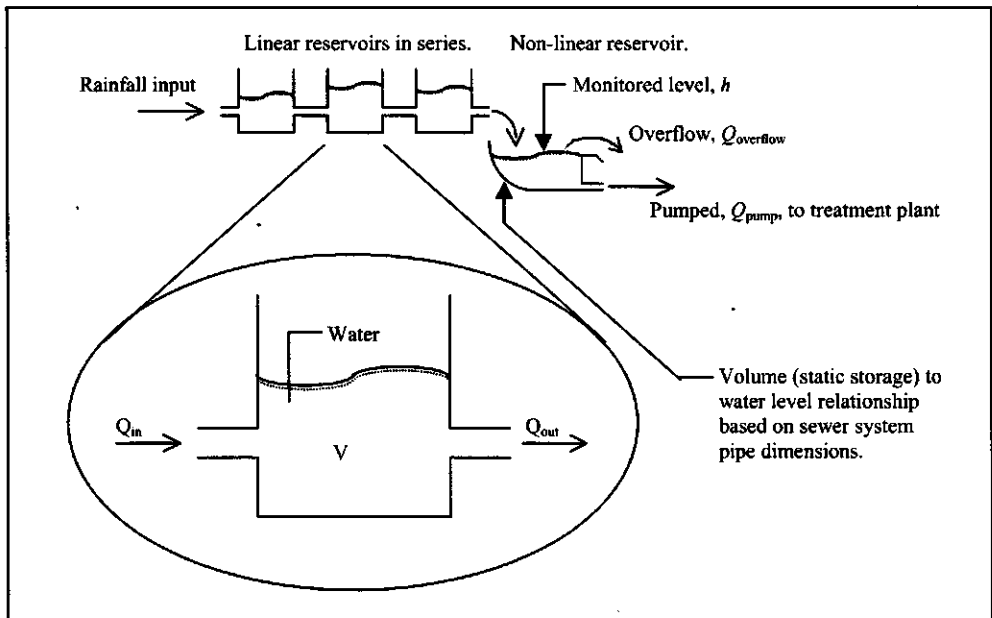 Linear reservoirs in series.
Non-linear reservoir.
Rainfall input
Monitored level, h
Overflow, Qoverflow
Pumped, Qpump, to treatment plant
Water
Qin
Qout
V
Volume (static storage) to
water level relationship
based on sewer system
pipe dimensions.